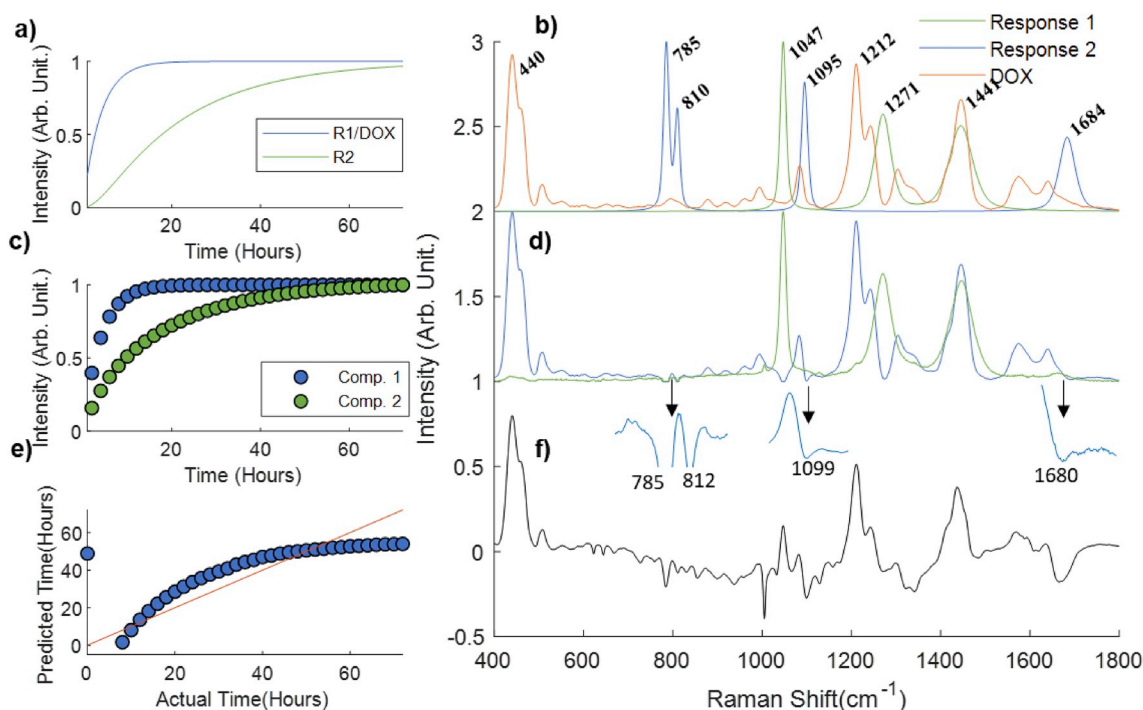 a)
Intensity (Arb. Unit.)
1
0.5
0
R1/DOX
R2
20
40
60
Time (Hours)
b)
Response 1
Response 2
DOX
3
2.5
2
440
785
810
1047
1095
1212
1271
1441
1684
c)
Intensity (Arb. Unit.)
1
0.5
0
Comp. 1
Comp. 2
20
40
60
Time (Hours)
d)
Intensity (Arb. Unit.)
1.5
1
785
812
1099
1680
e)
Predicted Time(Hours)
60
40
20
0
0
20
40
60
Actual Time(Hours)
f)
0.5
0
-0.5
400
600
800
1000
1200
1400
1600
1800
Raman Shift(cm⁻¹)